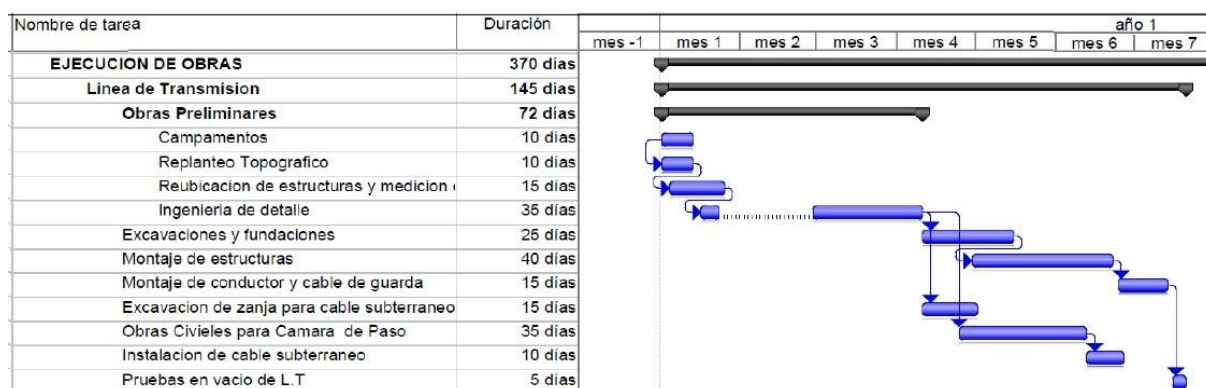 Nombre de tarea Duración año 1
mes -1 mes 1 mes 2 mes 3 mes 4 mes 5 mes 6 mes 7
EJECUCION DE OBRAS 370 días
Linea de Transmision 145 días
Obras Preliminares 72 días
Campamentos 10 días
Replanteo Topografico 10 días
Reubicacion de estructuras y medicion 15 días
Ingenieria de detalle 35 días
Excavaciones y fundaciones 25 días
Montaje de estructuras 40 días
Montaje de conductor y cable de guarda 15 días
Excavacion de zanja para cable subterraneo 15 días
Obras Civieles para Camara de Paso 35 días
Instalacion de cable subterraneo 10 días
Pruebas en vacio de L.T 5 días